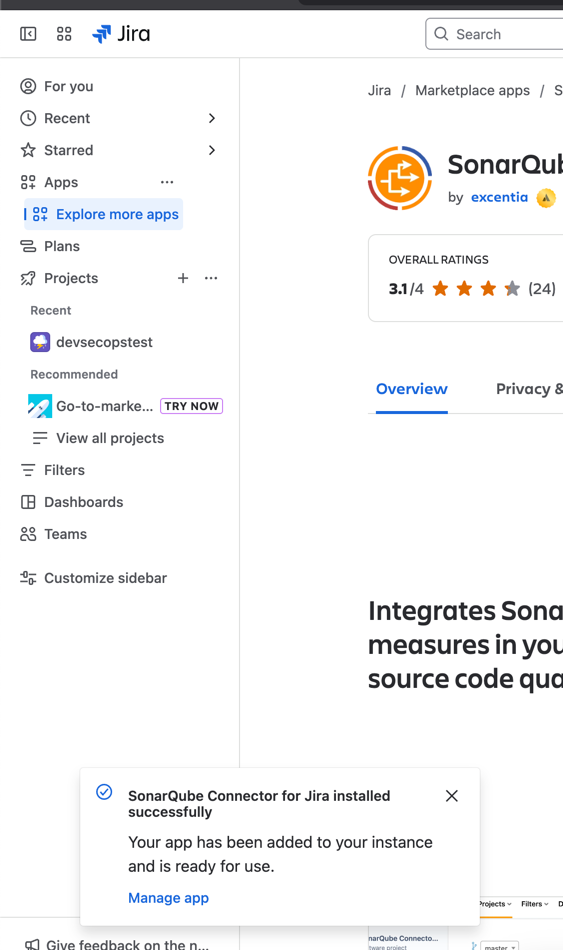 Jira
Search
For you
Recent
Starred
Apps
Explore more apps
Plans
Projects
Recent
devsecopstest
Recommended
Go-to-marke... TRY NOW
View all projects
Filters
Dashboards
Teams
Customize sidebar
Jira / Marketplace apps / S
SonarQub
by excentia
OVERALL RATINGS
3.1/4 (24)
Overview Privacy &
Integrates Sona
measures in you
source code qua
SonarQube Connector for Jira installed
successfully
Your app has been added to your instance
and is ready for use.
Manage app
Projects Filters D
narQube Connecto...
tware project
master
Give feedback on the n...